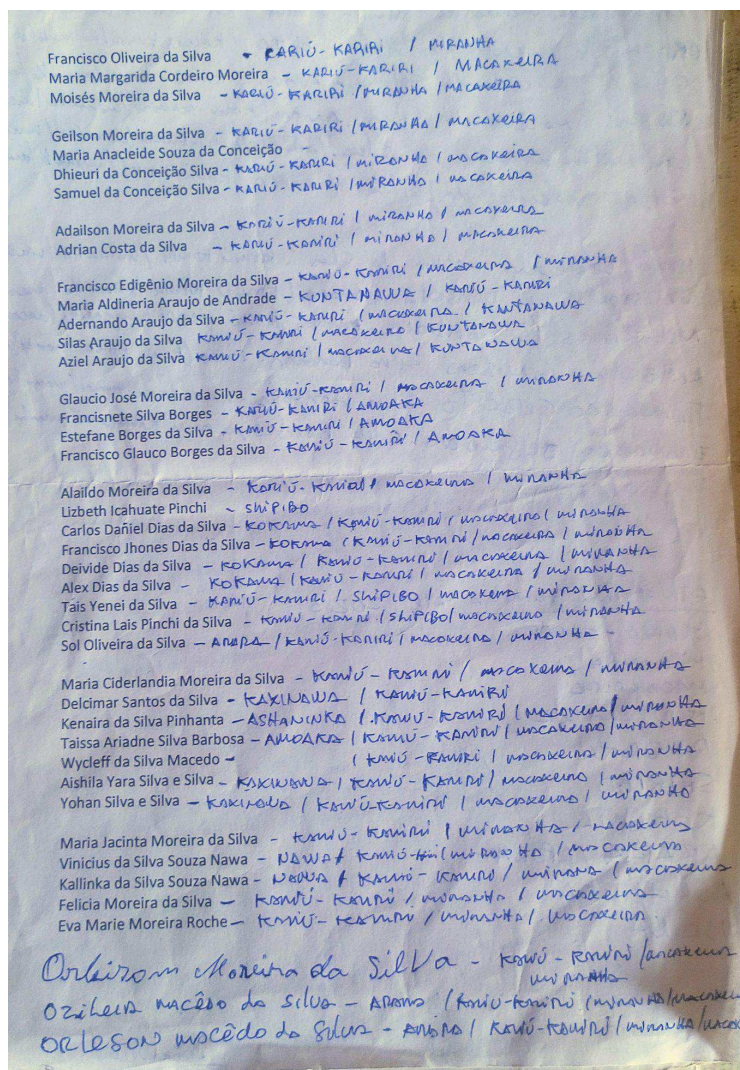 Francisco Oliveira da Silva - KARIÚ-KARIRI / MIRANHA
Maria Margarida Cordeiro Moreira - KARIÚ-KARIRI / MACAXEIRA
Moisés Moreira da Silva - KARIÚ-KARIRI / MIRANHA / MACAXEIRA
Geilson Moreira da Silva - KARIÚ-KARIRI / MIRANHA / MACAXEIRA
Maria Anacleide Souza da Conceição -
Dhieuri da Conceição Silva - KARIÚ-KARIRI / MIRANHA / MACAXEIRA
Samuel da Conceição Silva - KARIÚ-KARIRI / MIRANHA / MACAXEIRA
Adailson Moreira da Silva - KARIÚ-KARIRI / MIRANHA / MACAXEIRA
Adrian Costa da Silva - KARIÚ-KARIRI / MIRANHA / MACAXEIRA
Francisco Edigênio Moreira da Silva - KARIÚ-KARIRI / MACAXEIRA / MIRANHA
Maria Aldineria Araujo de Andrade - KUNTANAWA / KARIÚ-KARIRI
Adernando Araujo da Silva - KARIÚ-KARIRI / MACAXEIRA / KANTANAWA
Silas Araujo da Silva KARIÚ-KARIRI / MACAXEIRA / KUNTANAWA
Aziel Araujo da Silva KARIÚ-KARIRI / MACAXEIRA / KUNTANAWA
Glaucio José Moreira da Silva - KARIÚ-KARIRI / MACAXEIRA / MIRANHA
Francisnete Silva Borges - KARIÚ-KARIRI / AMOAKA
Estefane Borges da Silva - KARIÚ-KARIRI / AMOAKA
Francisco Glauco Borges da Silva - KARIÚ-KARIRI / AMOAKA
Alaildo Moreira da Silva - KARIÚ-KARIRI / MACAXEIRA / MIRANHA
Lizbeth Icahuate Pinchi - SHIPIBO
Carlos Dañiel Dias da Silva - KOKAMA / KARIÚ-KARIRI / MACAXEIRA / MIRANHA
Francisco Jhones Dias da Silva - KOKAMA / KARIÚ-KARIRI / MACAXEIRA / MIRANHA
Deivide Dias da Silva - KOKAMA / KARIÚ-KARIRI / MACAXEIRA / MIRANHA
Alex Dias da Silva - KOKAMA / KARIÚ-KARIRI / MACAXEIRA / MIRANHA
Tais Yenei da Silva - KARIÚ-KARIRI / SHIPIBO / MACAXEIRA / MIRANHA
Cristina Lais Pinchi da Silva - KARIÚ-KARIRI / SHIPIBO / MACAXEIRA / MIRANHA
Sol Oliveira da Silva - ARARA / KARIÚ-KARIRI / MACAXEIRA / MIRANHA
Maria Ciderlandia Moreira da Silva - KARIÚ-KARIRI / MACAXEIRA / MIRANHA
Delcimar Santos da Silva - KAXINAWA / KARIÚ-KARIRI
Kenaira da Silva Pinhanta - ASHANINKA / KARIÚ-KARIRI / MACAXEIRA / MIRANHA
Taissa Ariadne Silva Barbosa - AMOAKA / KARIÚ-KARIRI / MACAXEIRA / MIRANHA
Wycleff da Silva Macedo - / KARIÚ-KARIRI / MACAXEIRA / MIRANHA
Aishila Yara Silva e Silva - KAXINAWA / KARIÚ-KARIRI / MACAXEIRA / MIRANHA
Yohan Silva e Silva - KAXINAWA / KARIÚ-KARIRI / MACAXEIRA / MIRANHA
Maria Jacinta Moreira da Silva - KARIÚ-KARIRI / MIRANHA / MACAXEIRA
Vinicius da Silva Souza Nawa - NAWA / KARIÚ- / MIRANHA / MACAXEIRA
Kallinka da Silva Souza Nawa - NAWA / KARIÚ-KARIRI / MIRANA / MACAXEIRA
Felicia Moreira da Silva - KARIÚ-KARIRI / MIRANHA / MACAXEIRA
Eva Marie Moreira Roche - KARIÚ-KARIRI / MIRANHA / MACAXEIRA
Moreira da SiLVa - KARIÚ-KARIRI / MACAXEIRA
MIRANHA
macêdo da Silva - ARARA / KARIÚ-KARIRI / MIRANHA /
ORLESON macêdo da Silva - ARARA / KARIÚ-KARIRI / MIRANHA /